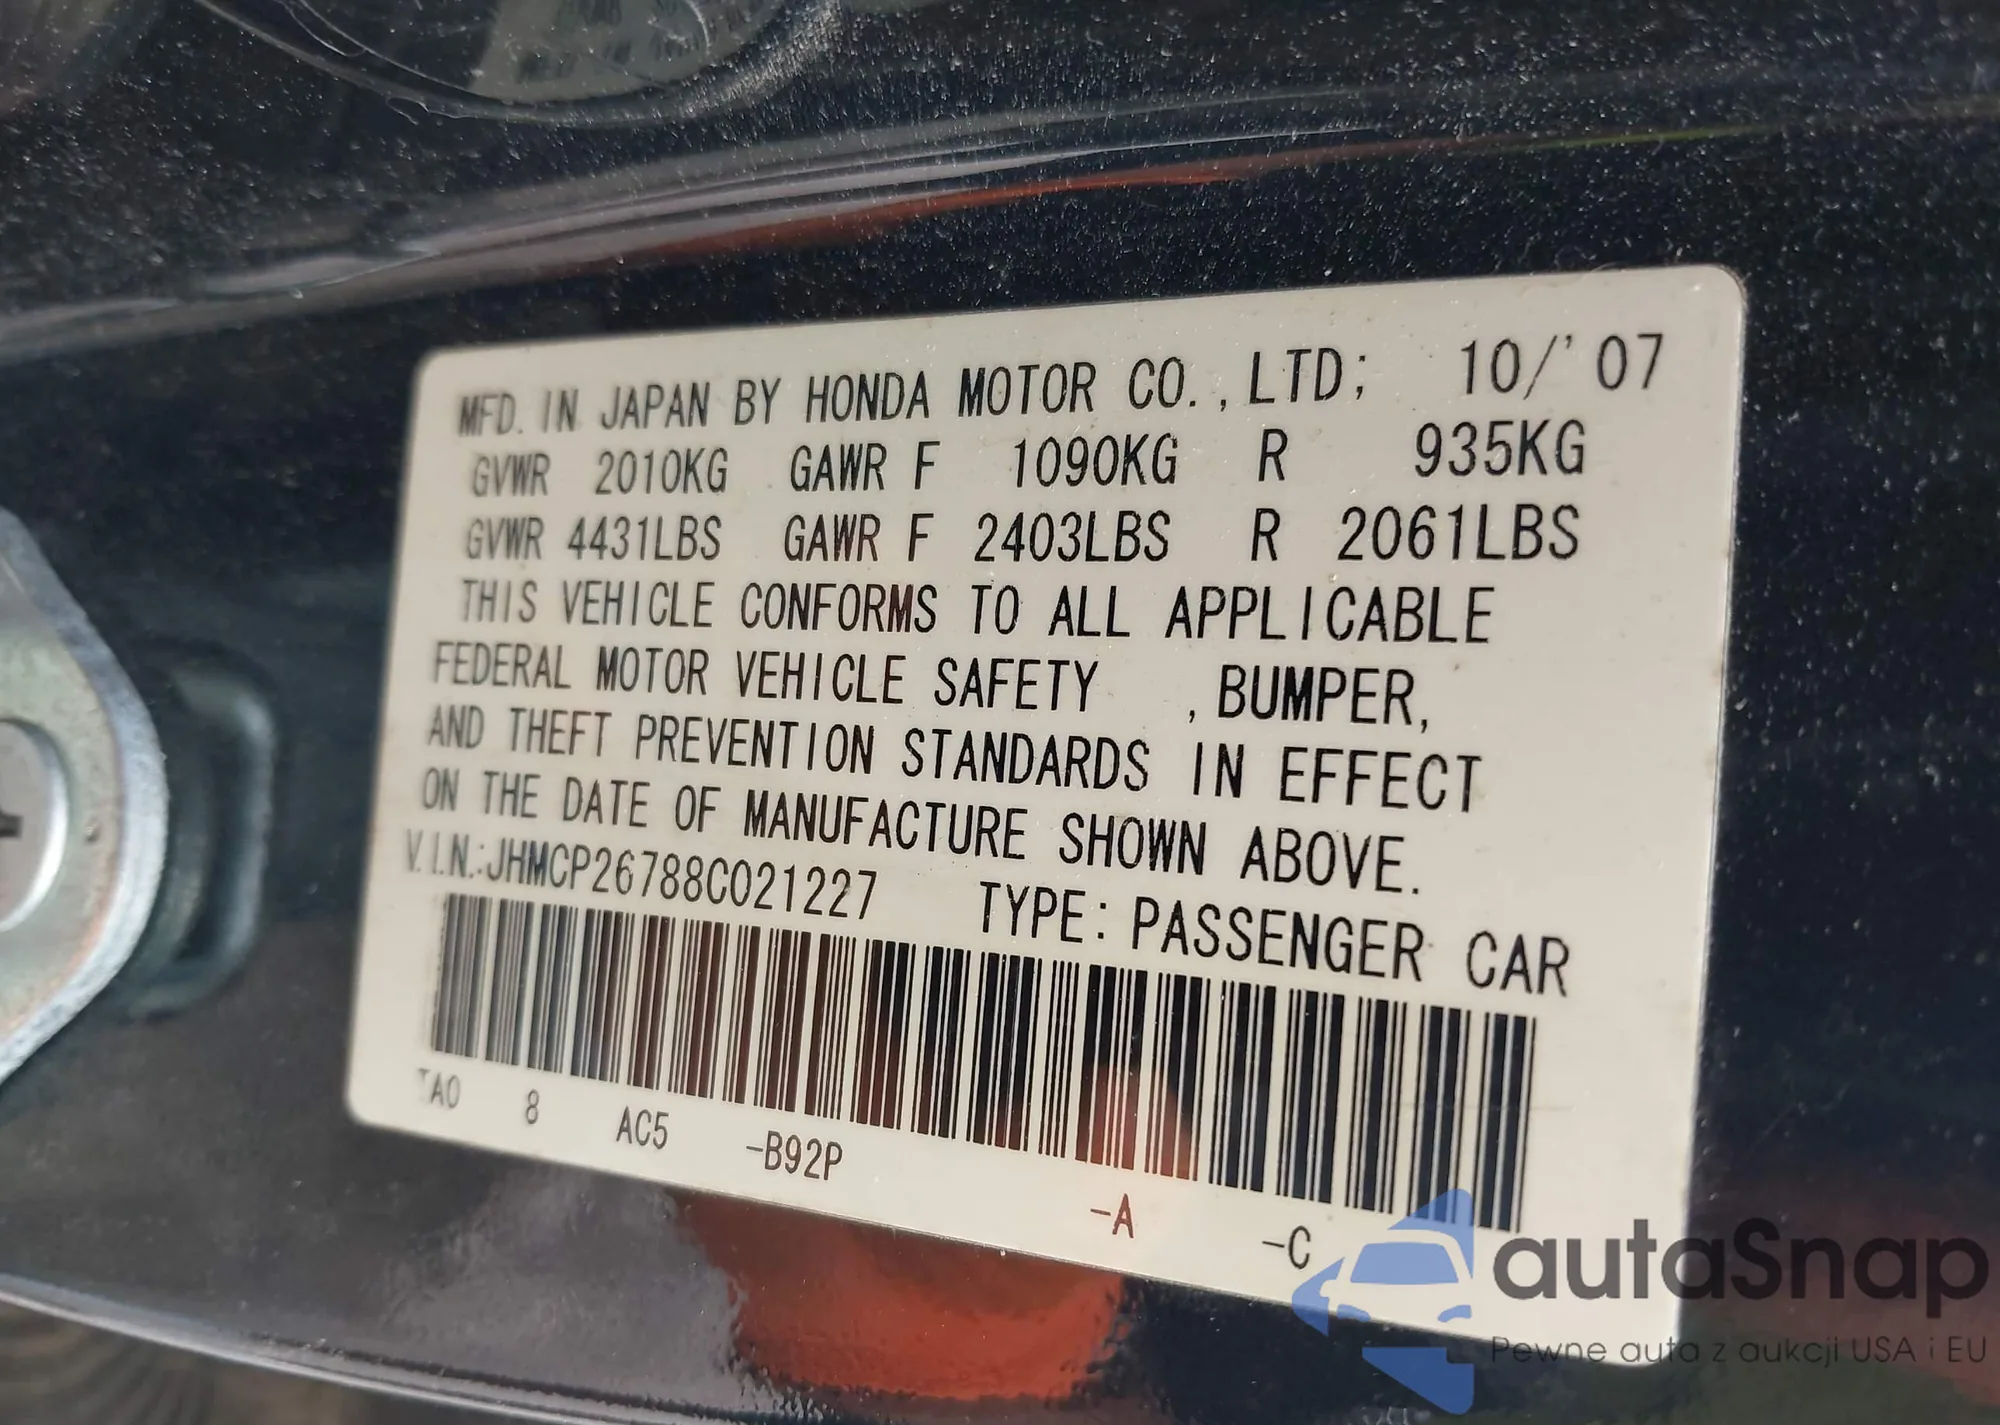 MFD. IN JAPAN BY HONDA MOTOR CO., LTD; 10/'07
GVWR 2010KG GAWR F 1090KG R 935KG
GVWR 4431LBS GAWR F 2403LBS R 2061LBS
THIS VEHICLE CONFORMS TO ALL APPLICABLE
FEDERAL MOTOR VEHICLE SAFETY , BUMPER,
AND THEFT PREVENTION STANDARDS IN EFFECT
ON THE DATE OF MANUFACTURE SHOWN ABOVE.
V.I.N.:JHMCP26788C021227 TYPE: PASSENGER CAR
TA0 8 AC5 -B92P -A -C
autaSnap
Pewne auta z aukcji USA i EU